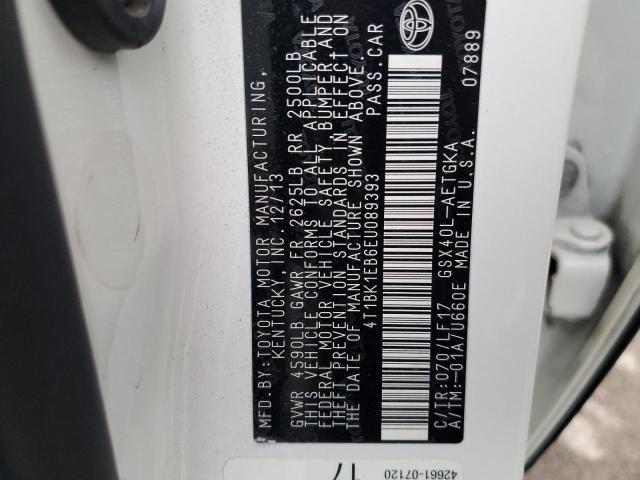 MFD. BY: TOYOTA MOTOR MANUFACTURING,
KENTUCKY, INC. 12/13
GVWR 4590LB GAWR FR 2625LB RR 2500LB
THIS VEHICLE CONFORMS TO ALL APPLICABLE
FEDERAL MOTOR VEHICLE SAFETY, BUMPER, AND
THEFT PREVENTION STANDARDS IN EFFECT ON
THE DATE OF MANUFACTURE SHOWN ABOVE.
4T1BK1EB6EU089393 PASS. CAR
C/TR: 070/LF17 GSX40L-AETGKA
A/TM: -01A/U660E MADE IN U.S.A.
07889
TOYOTA
17
42661-07120